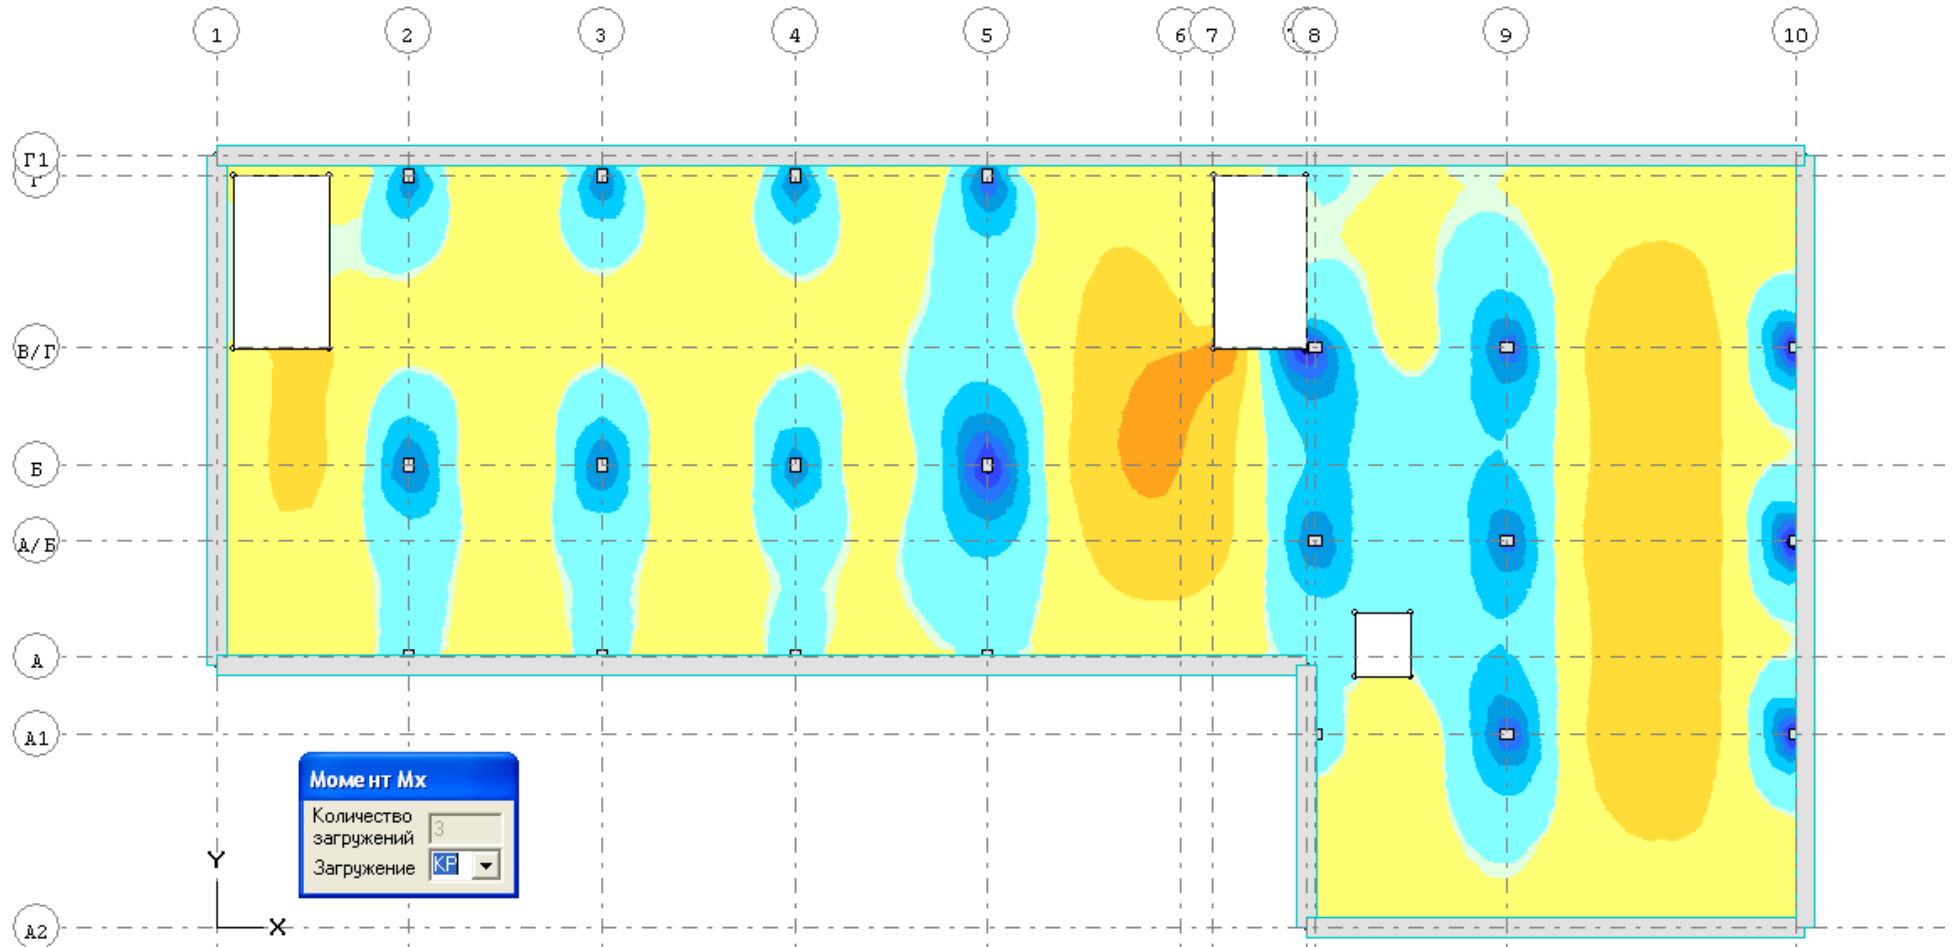 1 2 3 4 5 6 7 8 9 10
Г1
В/Г
Б
А/Б
А
А1
А2
Момент Mx
Количество
загружений 3
Загружение КР
Y
X